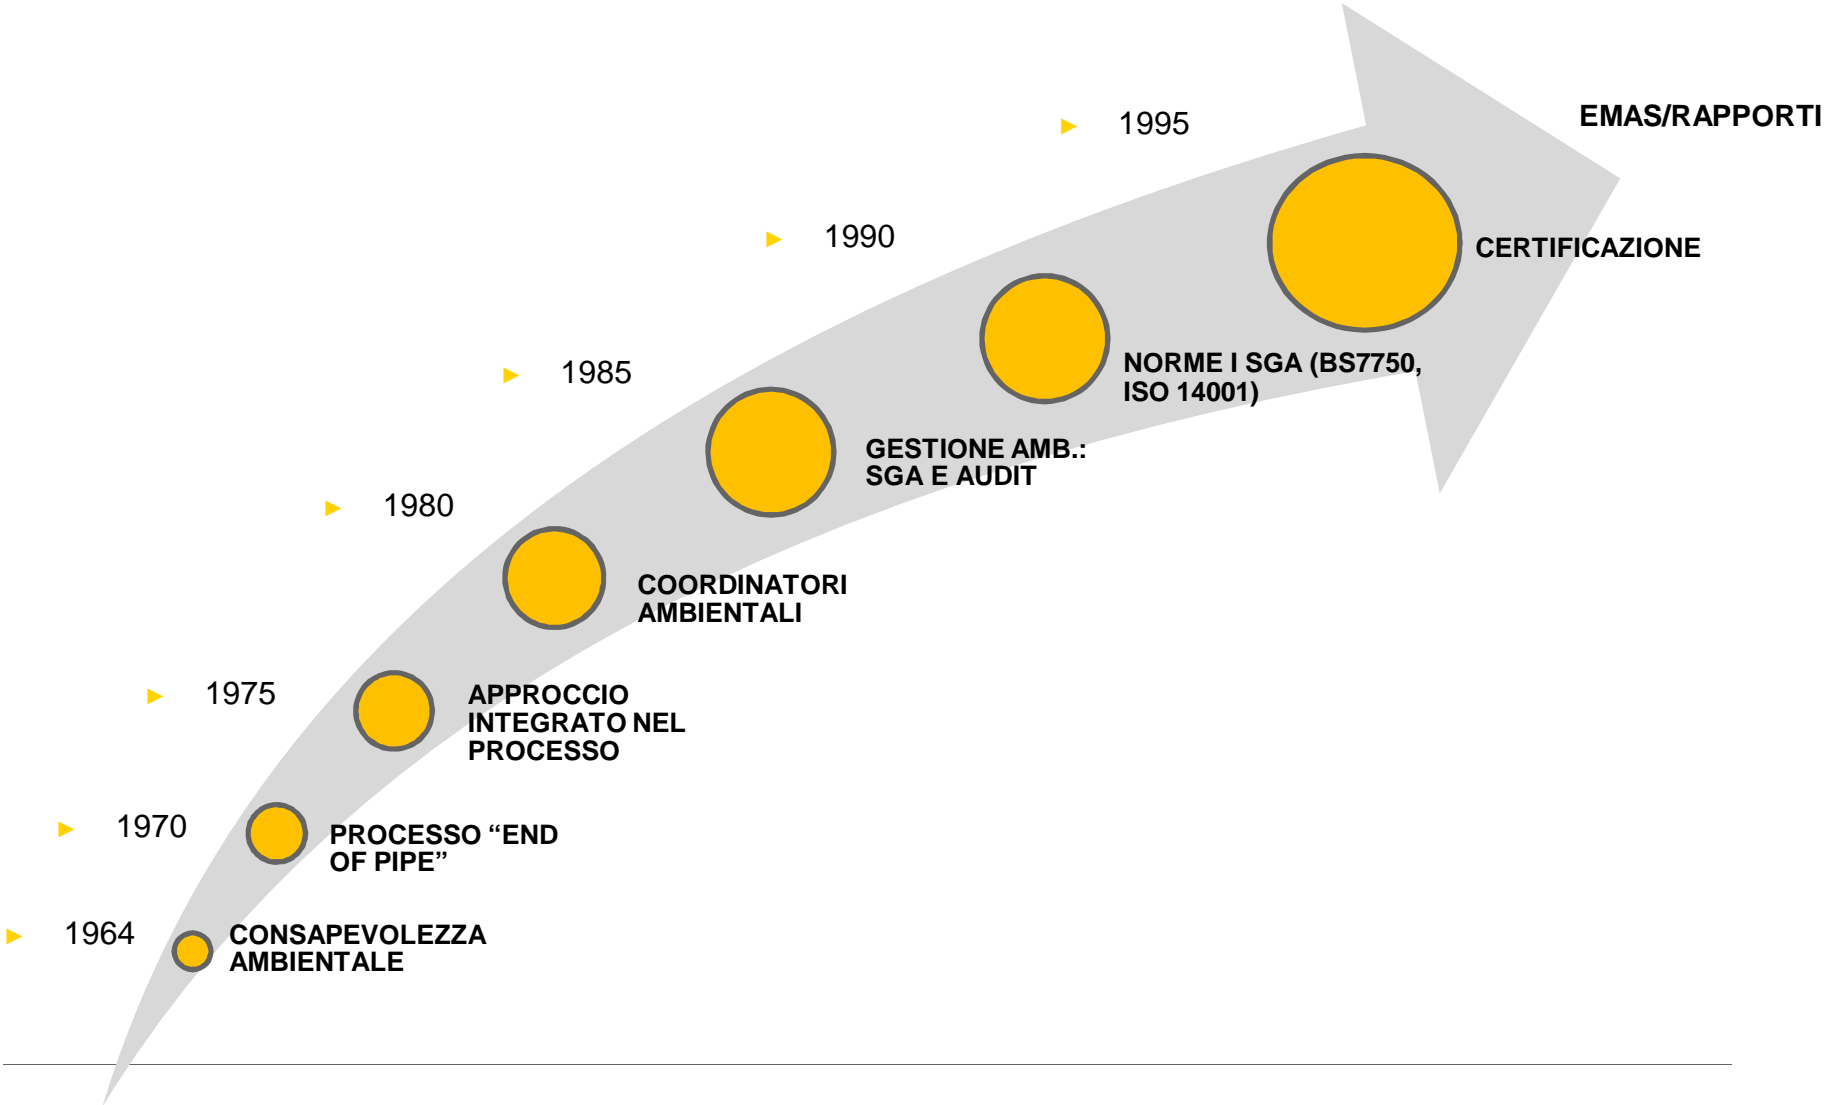 EMAS/RAPPORTI
1995
CERTIFICAZIONE
1990
NORME I SGA (BS7750,
ISO 14001)
1985
GESTIONE AMB.:
SGA E AUDIT
1980
COORDINATORI
AMBIENTALI
1975
APPROCCIO
INTEGRATO NEL
PROCESSO
1970
PROCESSO “END
OF PIPE”
1964
CONSAPEVOLEZZA
AMBIENTALE